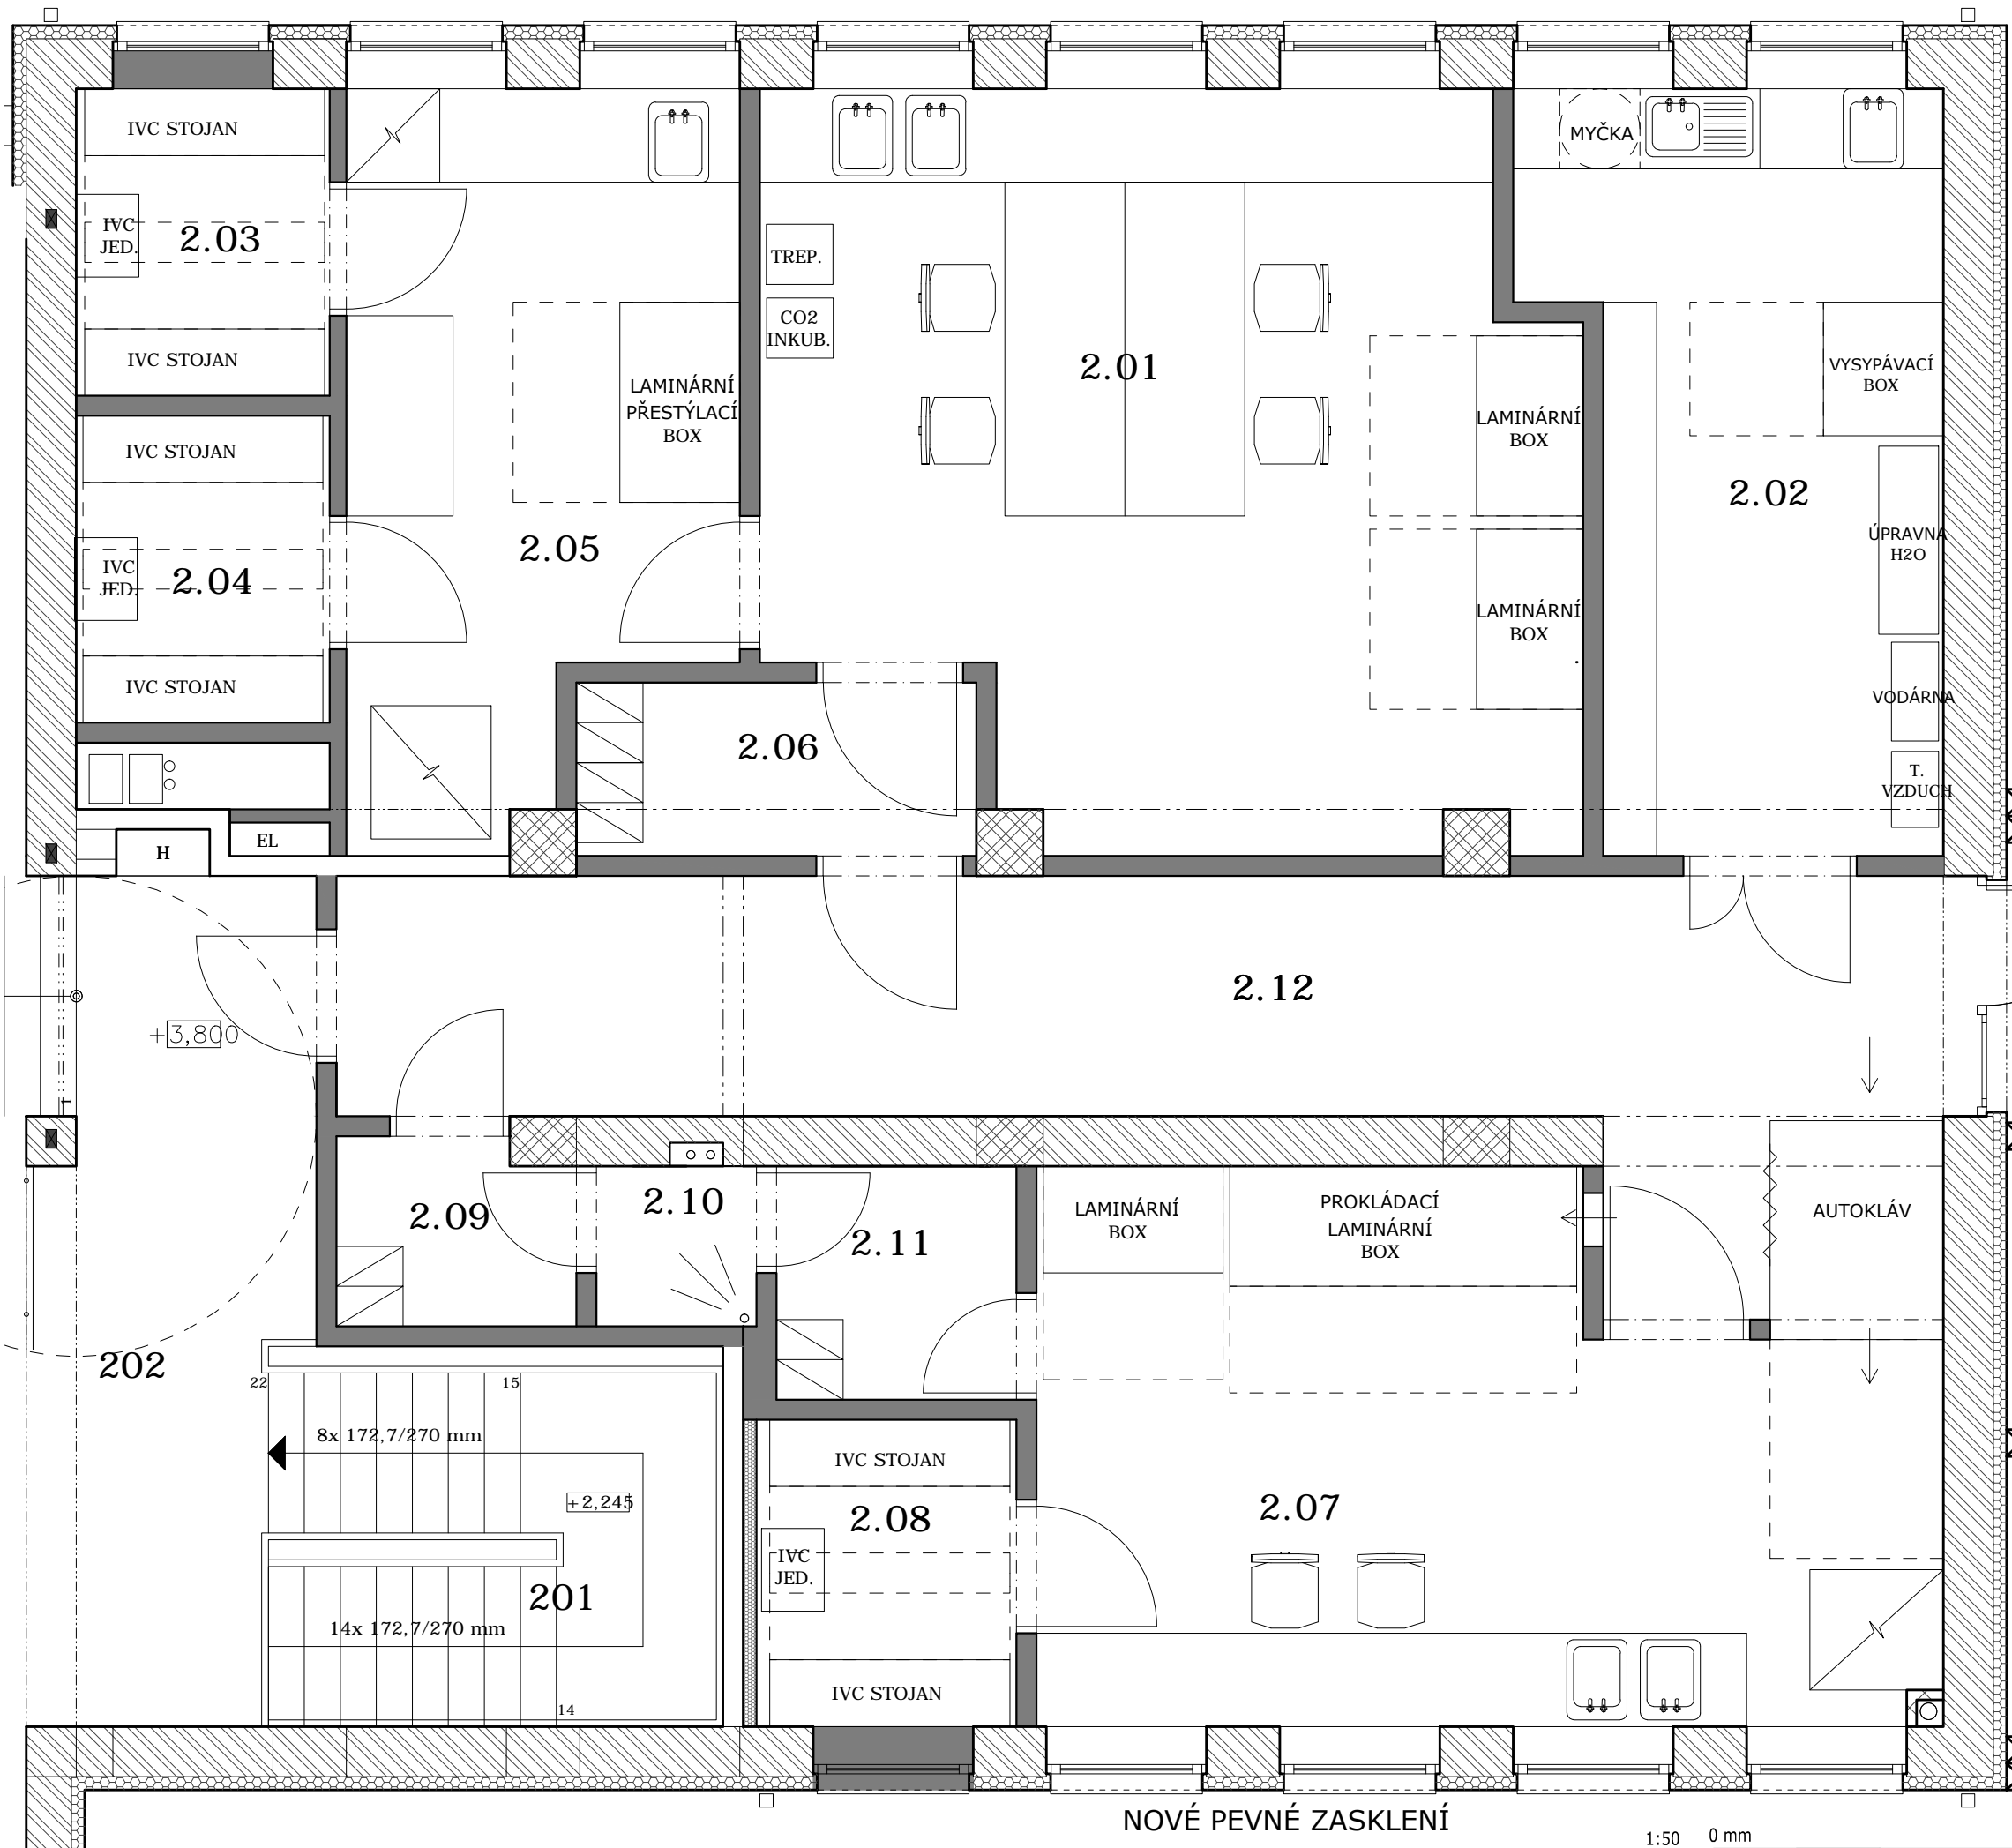 IVC STOJAN
MYČKA
IVC
JED.
2.03
TREP.
CO2
INKUB.
IVC STOJAN
2.01
LAMINÁRNÍ
PŘESTÝLACÍ
BOX
VYSYPÁVACÍ
BOX
LAMINÁRNÍ
BOX
IVC STOJAN
2.02
ÚPRAVNA
H2O
2.05
IVC
JED.
2.04
LAMINÁRNÍ
BOX
IVC STOJAN
VODÁRNA
2.06
T.
VZDUCH
H
EL
2.12
+3,800
1
2.09
2.10
2.11
LAMINÁRNÍ
BOX
PROKLÁDACÍ
LAMINÁRNÍ
BOX
AUTOKLÁV
202
22
15
8x 172,7/270 mm
+2,245
IVC STOJAN
2.08
2.07
IVC
JED.
201
14x 172,7/270 mm
IVC STOJAN
14
NOVÉ PEVNÉ ZASKLENÍ
1:50 0 mm